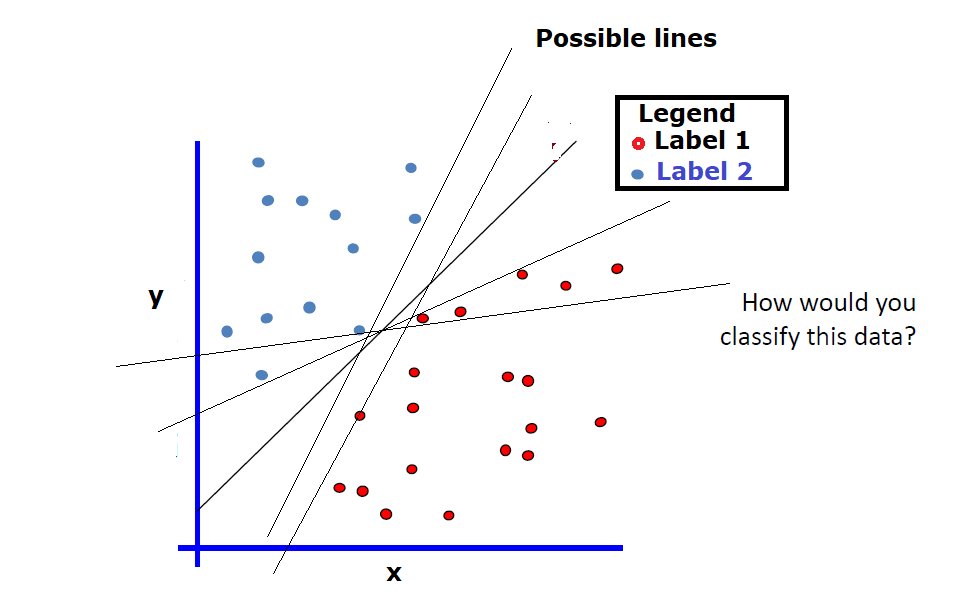 Possible lines
Legend
Label 1
Label 2
y
How would you
classify this data?
x